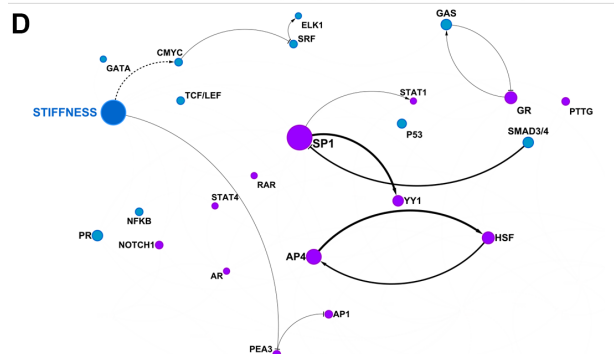 D
GAS
ELK1
SRF
CMYC
GATA
TCF/LEF
STIFFNESS
STAT1
GR
PTTG
P53
SMAD3/4
SP1
RAR
STAT4
YY1
NFKB
PR
NOTCH1
HSF
AP4
AR
AP1
PEA3